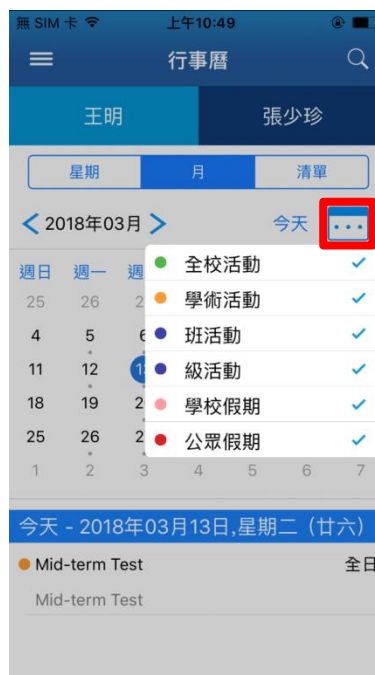 無 SIM 卡 上午10:49
行事曆
王明 張少珍
星期 月 清單
2018年03月 今天
週日 週一 週
全校活動
學術活動
班活動
級活動
學校假期
公眾假期
25 26 2
4 5 6
11 12 13
18 19 2
25 26 2
1 2 3 4 5 6 7
今天 - 2018年03月13日,星期二（廿六）
Mid-term Test 全日
Mid-term Test